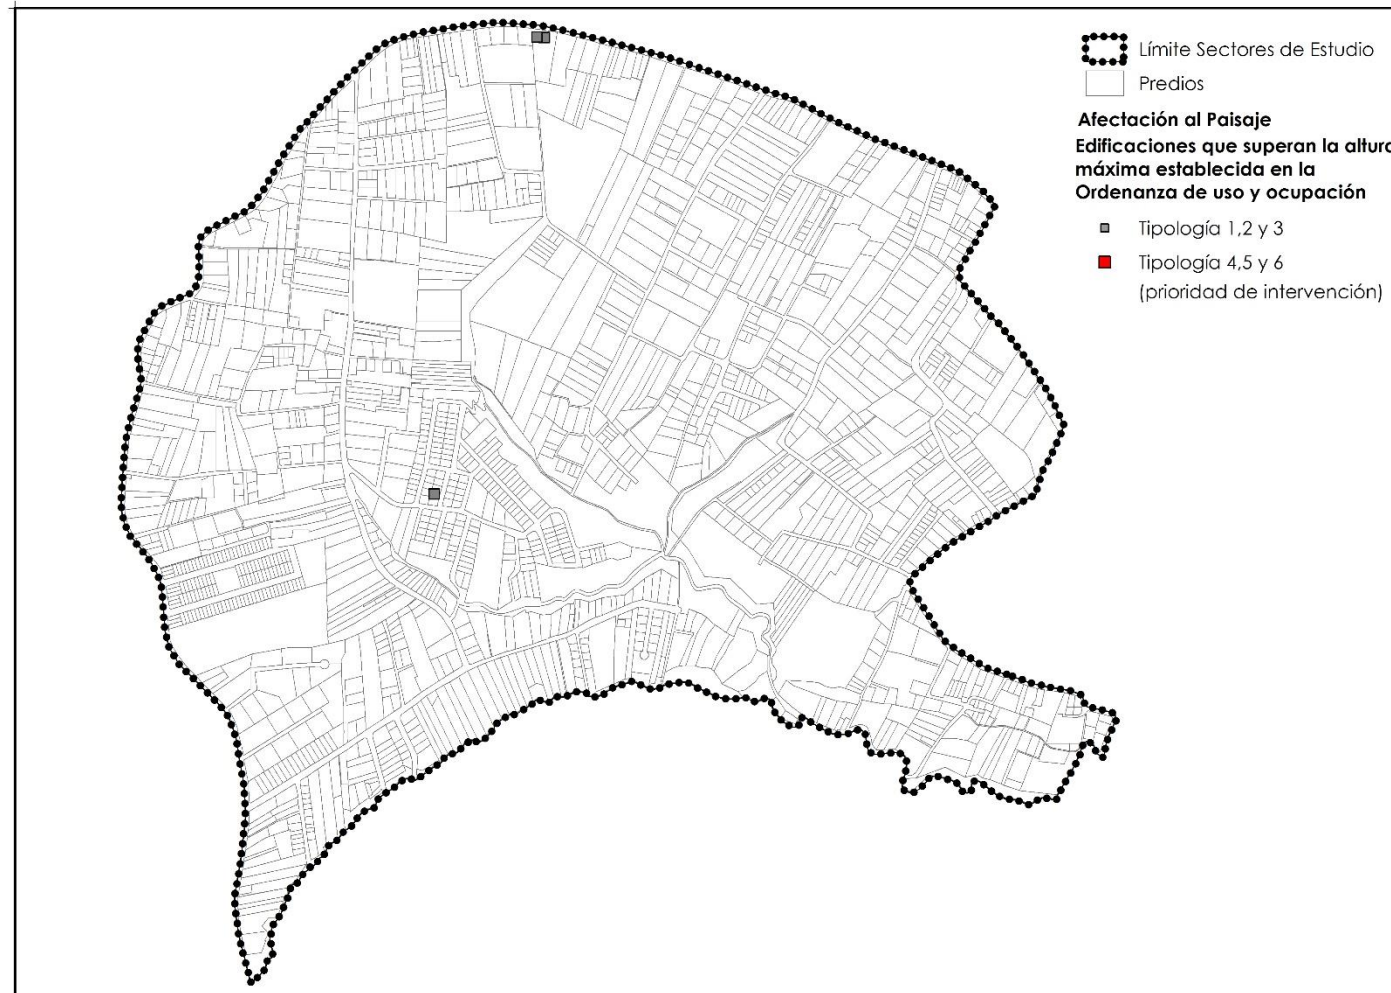 Límite Sectores de Estudio
Predios
Afectación al Paisaje
Edificaciones que superan la altura
máxima establecida en la
Ordenanza de uso y ocupación
Tipología 1,2 y 3
Tipología 4,5 y 6
(prioridad de intervención)